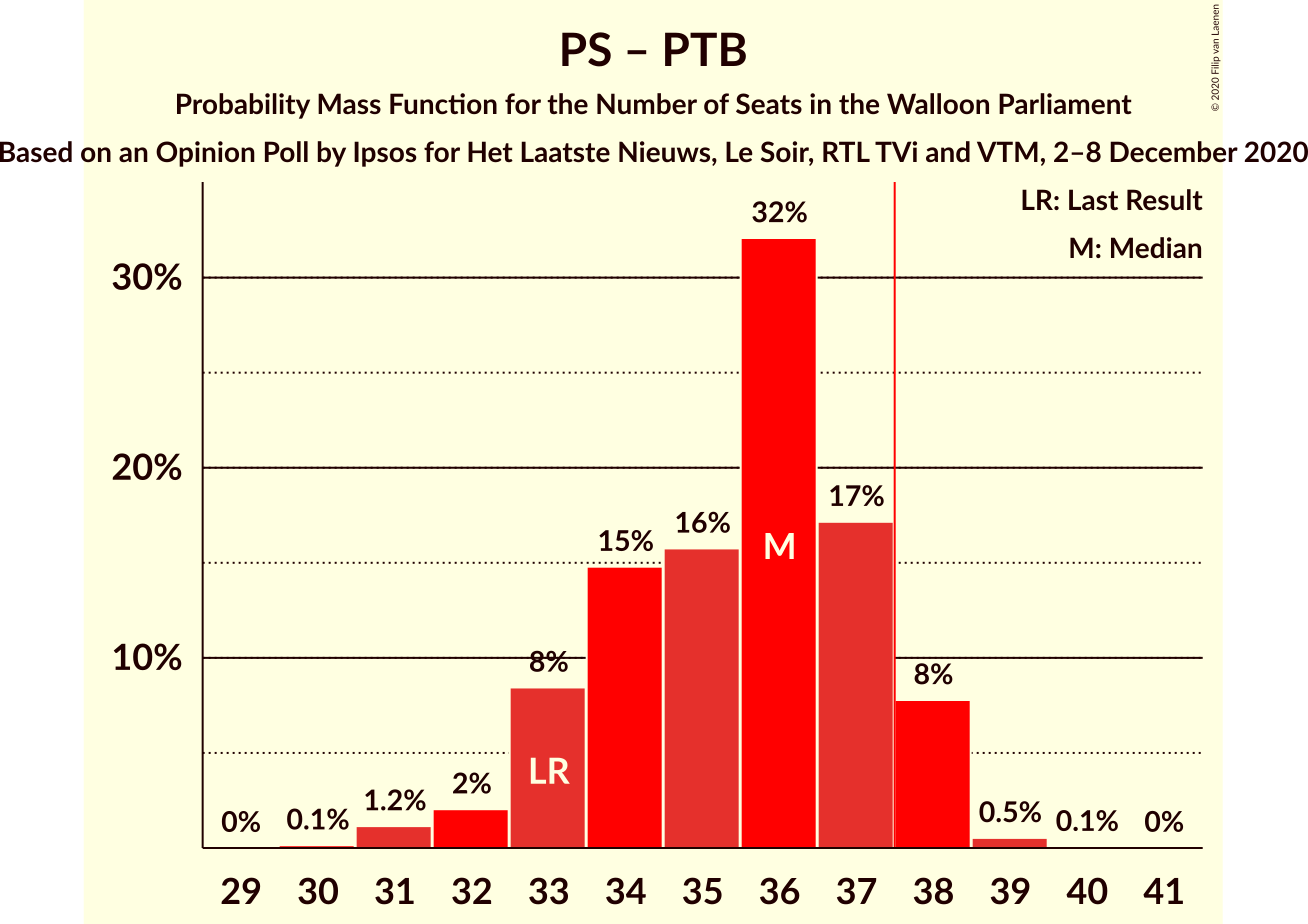 PS – PTB
Probability Mass Function for the Number of Seats in the Walloon Parliament
Based on an Opinion Poll by Ipsos for Het Laatste Nieuws, Le Soir, RTL TVi and VTM, 2–8 December 2020
© 2020 Filip van Laenen
LR: Last Result
M: Median
30%
20%
10%
0%
0.1%
1.2%
2%
8%
15%
16%
32%
17%
8%
0.5%
0.1%
0%
LR
M
29 30 31 32 33 34 35 36 37 38 39 40 41